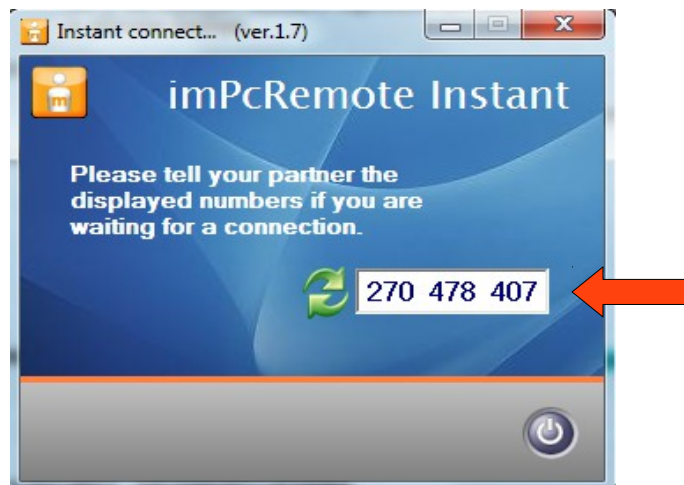 Instant connect... (ver.1.7)
m
imPcRemote Instant
Please tell your partner the
displayed numbers if you are
waiting for a connection.
270 478 407